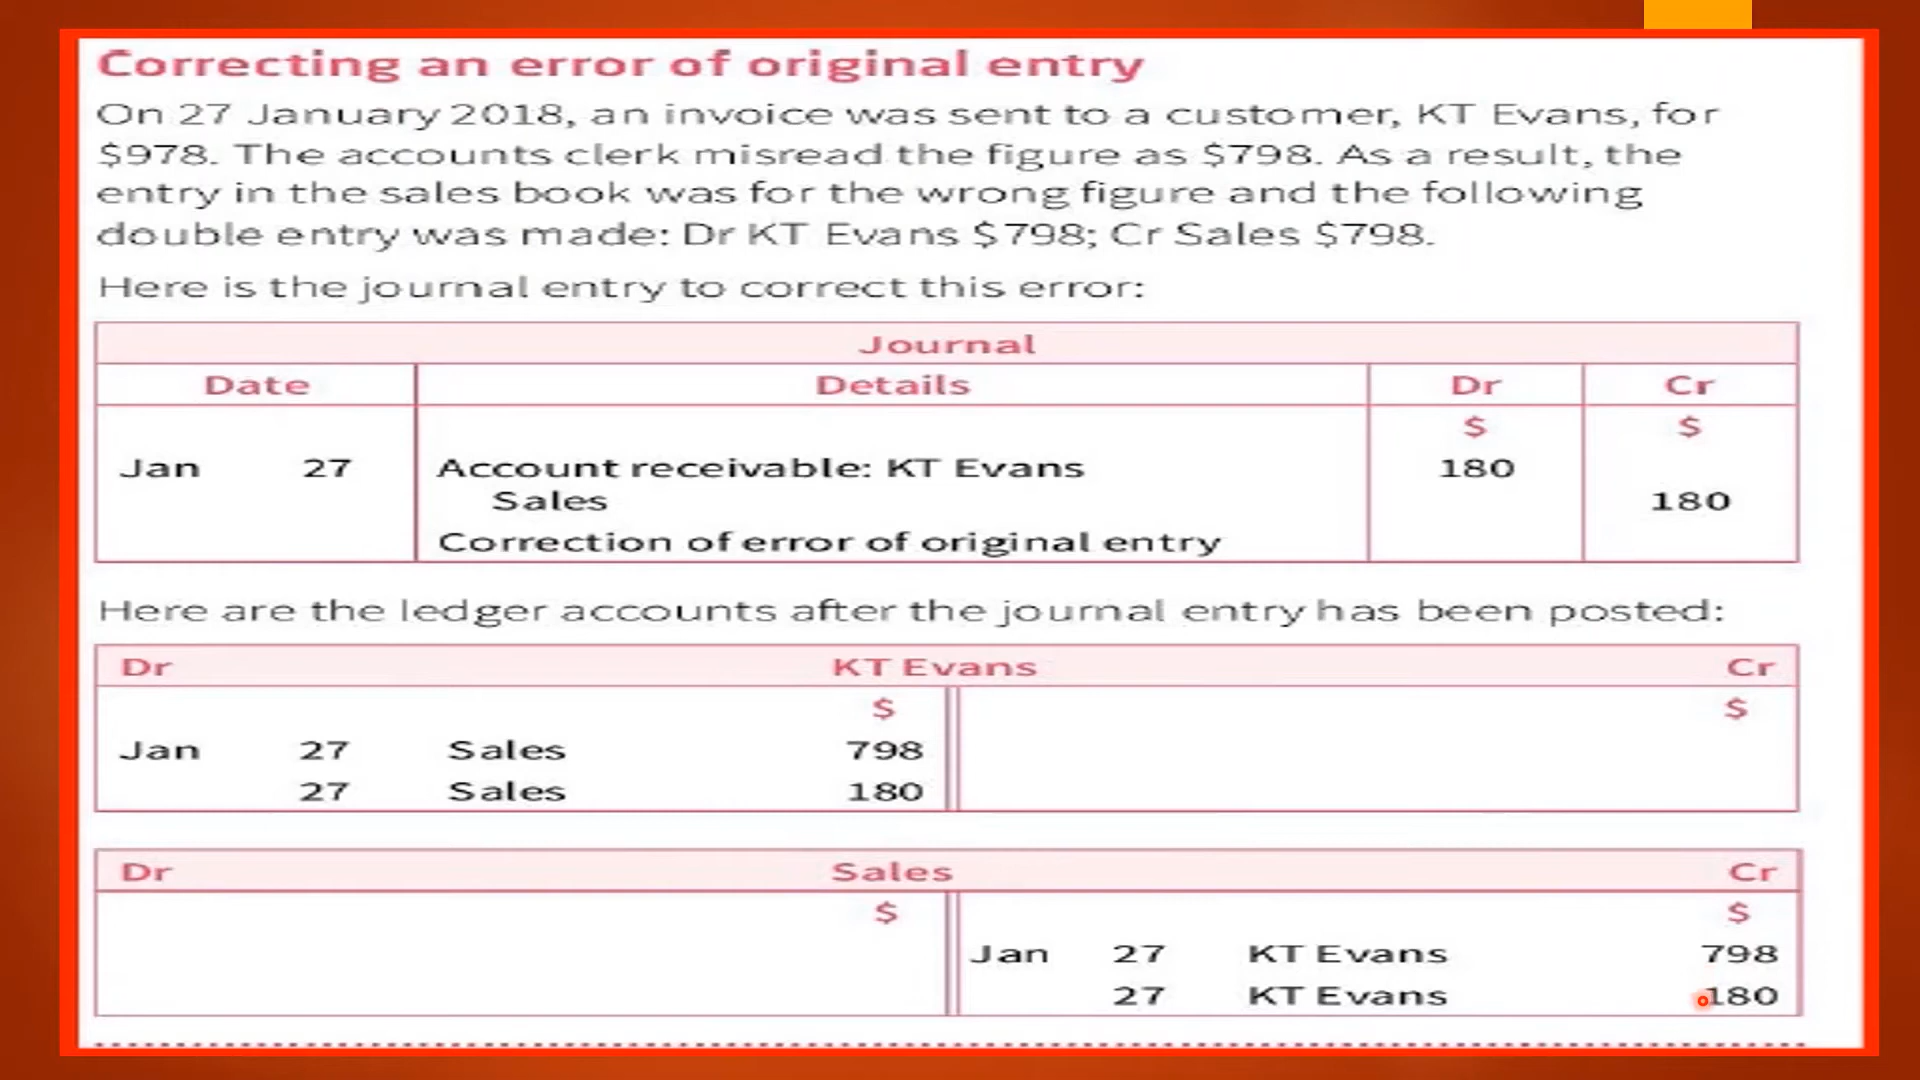 Correcting an error of original entry
On 27 January 2018, an invoice was sent to a customer, KT Evans, for
$978. The accounts clerk misread the figure as $798. As a result, the
entry in the sales book was for the wrong figure and the following
double entry was made: Dr KT Evans $798; Cr Sales $798.
Here is the journal entry to correct this error:
Journal
Date Details Dr Cr
$ $
Jan 27 Account receivable: KT Evans 180
Sales 180
Correction of error of original entry
Here are the ledger accounts after the journal entry has been posted:
Dr KT Evans Cr
$ $
Jan 27 Sales 798
27 Sales 180
Dr Sales Cr
$ $
Jan 27 KT Evans 798
27 KT Evans 180